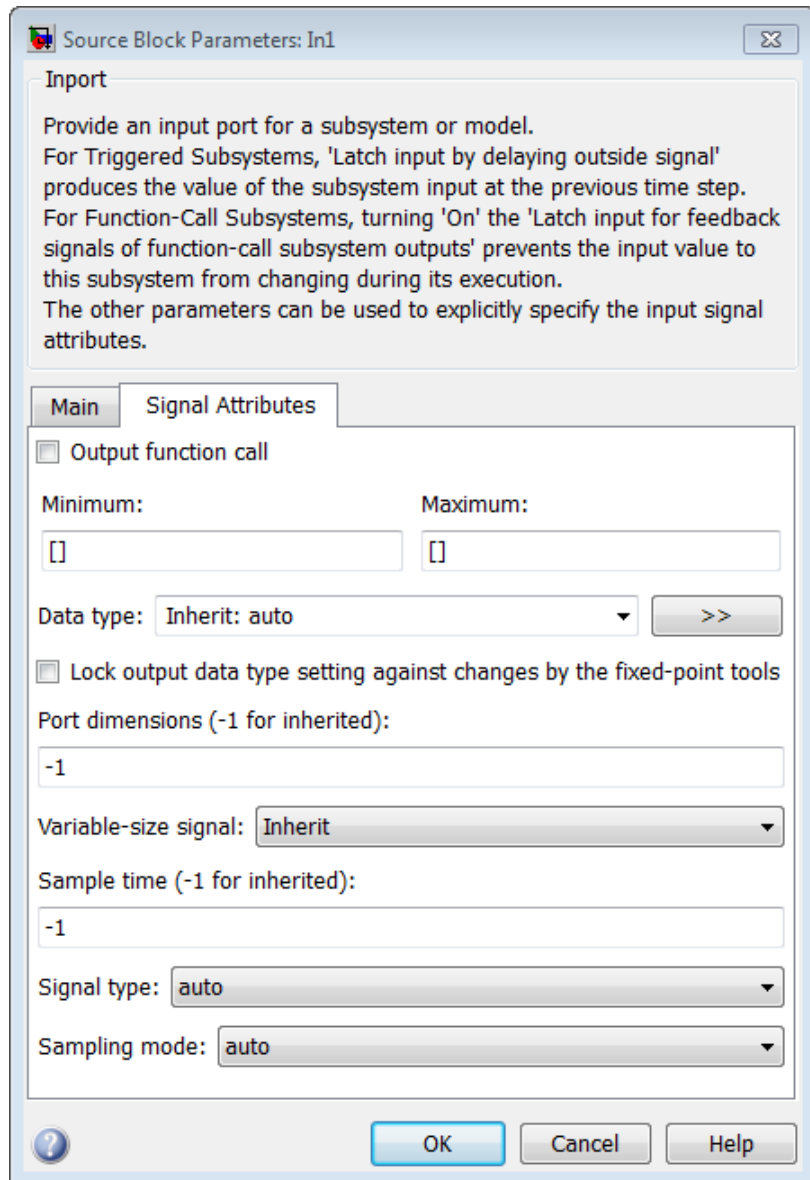 Source Block Parameters: In1
Inport
Provide an input port for a subsystem or model.
For Triggered Subsystems, 'Latch input by delaying outside signal'
produces the value of the subsystem input at the previous time step.
For Function-Call Subsystems, turning 'On' the 'Latch input for feedback
signals of function-call subsystem outputs' prevents the input value to
this subsystem from changing during its execution.
The other parameters can be used to explicitly specify the input signal
attributes.
Main Signal Attributes
Output function call
Minimum: Maximum:
[] []
Data type: Inherit: auto >>
Lock output data type setting against changes by the fixed-point tools
Port dimensions (-1 for inherited):
-1
Variable-size signal: Inherit
Sample time (-1 for inherited):
-1
Signal type: auto
Sampling mode: auto
? OK Cancel Help